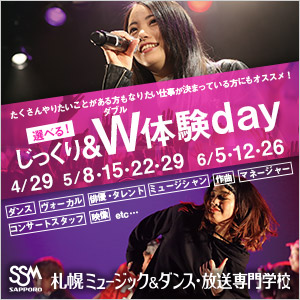 たくさんやりたいことがある方もなりたい仕事が決まっている方にもオススメ!
選べる!
ダブル
じっくり&W体験day
4/29 5/8・15・22・29 6/5・12・26
ダンス ヴォーカル 俳優・タレント ミュージシャン 作曲 マネージャー
コンサートスタッフ 映像 etc…
SSM
SAPPORO
札幌ミュージック&ダンス・放送専門学校